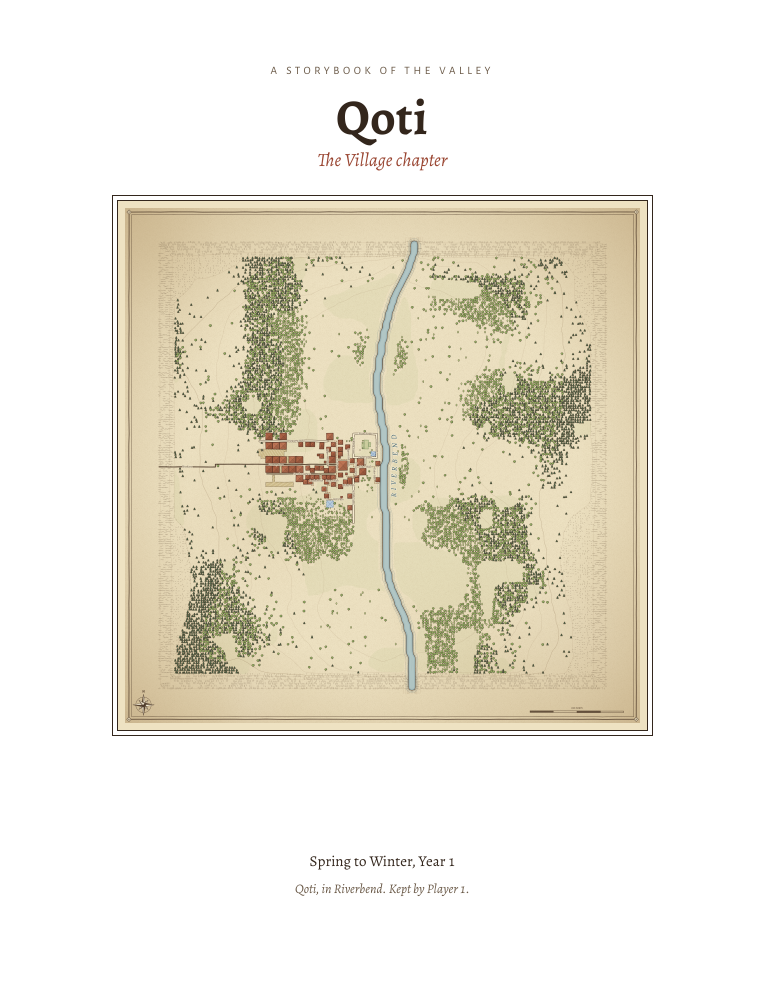 A STORYBOOK OF THE VALLEY
Qoti
The Village chapter
RIVERBEND
Spring to Winter, Year 1
Qoti, in Riverbend. Kept by Player 1.